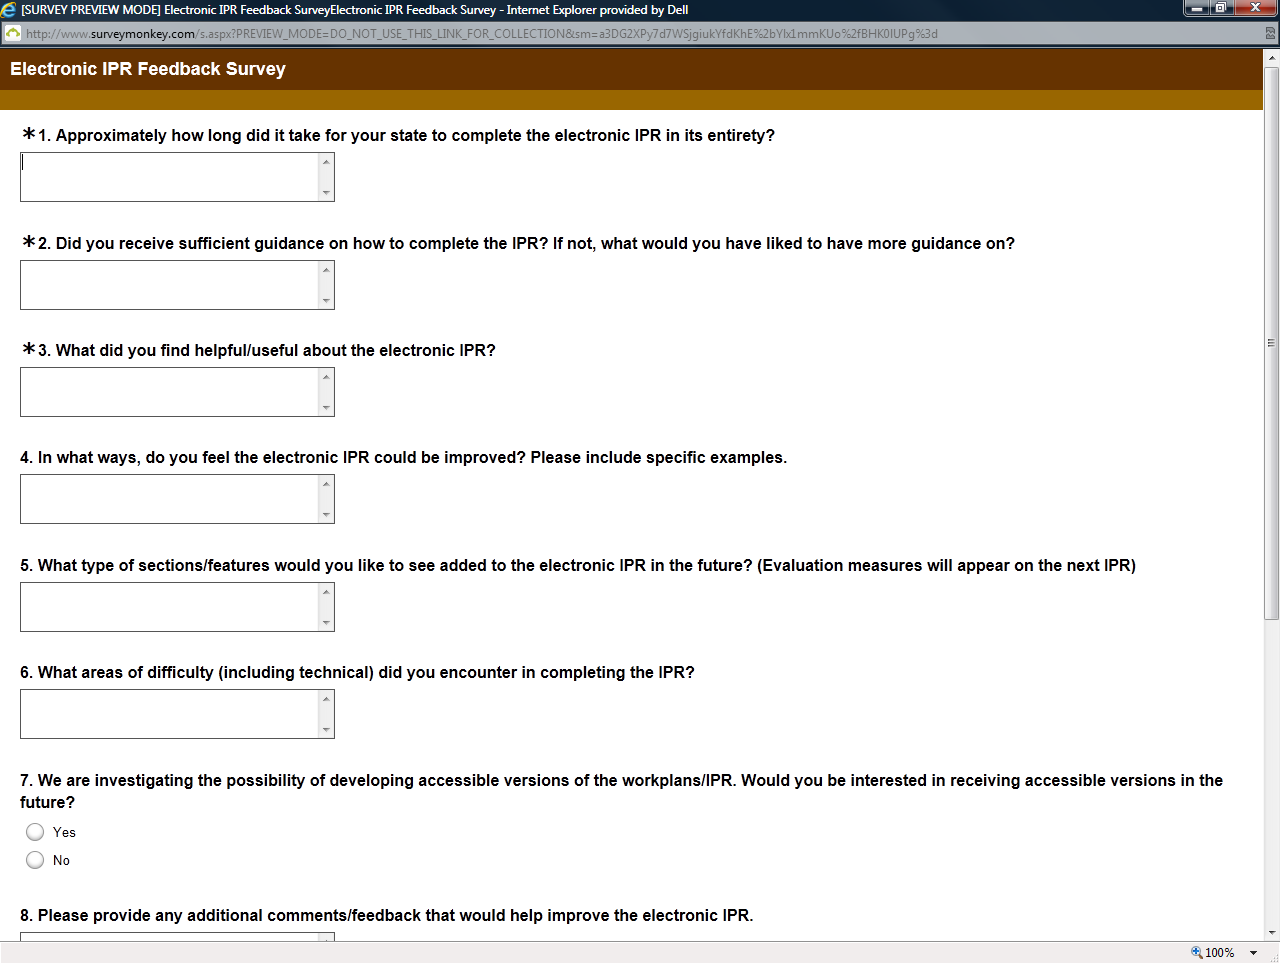 [SURVEY PREVIEW MODE] Electronic IPR Feedback SurveyElectronic IPR Feedback Survey - Internet Explorer provided by Dell
http://www.surveymonkey.com/s.aspx?PREVIEW_MODE=DO_NOT_USE_THIS_LINK_FOR_COLLECTION&sm=a3DG2XPy7d7WSjgiukYfdKhE%2bYlx1mmKUo%2fBHK0IUPg%3d
Electronic IPR Feedback Survey
*1. Approximately how long did it take for your state to complete the electronic IPR in its entirety?
*2. Did you receive sufficient guidance on how to complete the IPR? If not, what would you have liked to have more guidance on?
*3. What did you find helpful/useful about the electronic IPR?
4. In what ways, do you feel the electronic IPR could be improved? Please include specific examples.
5. What type of sections/features would you like to see added to the electronic IPR in the future? (Evaluation measures will appear on the next IPR)
6. What areas of difficulty (including technical) did you encounter in completing the IPR?
7. We are investigating the possibility of developing accessible versions of the workplans/IPR. Would you be interested in receiving accessible versions in the
future?
Yes
No
8. Please provide any additional comments/feedback that would help improve the electronic IPR.
100%